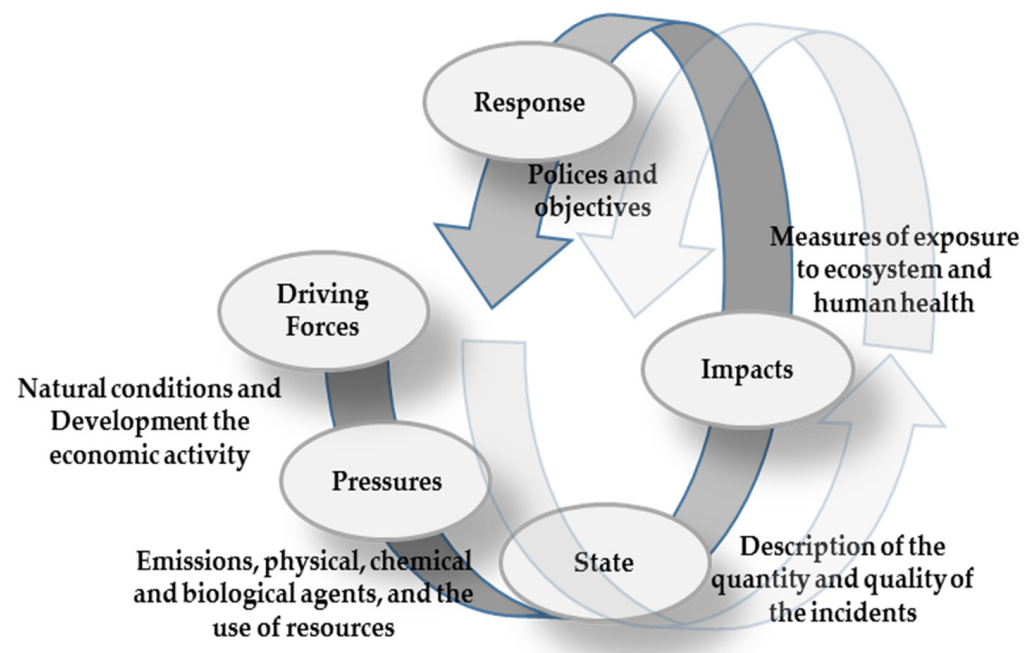 Response
Polices and
objectives
Measures of exposure
to ecosystem and
human health
Driving
Forces
Impacts
Natural conditions and
Development the
economic activity
Pressures
Emissions, physical, chemical
and biological agents, and the
use of resources
State
Description of the
quantity and quality of
the incidents